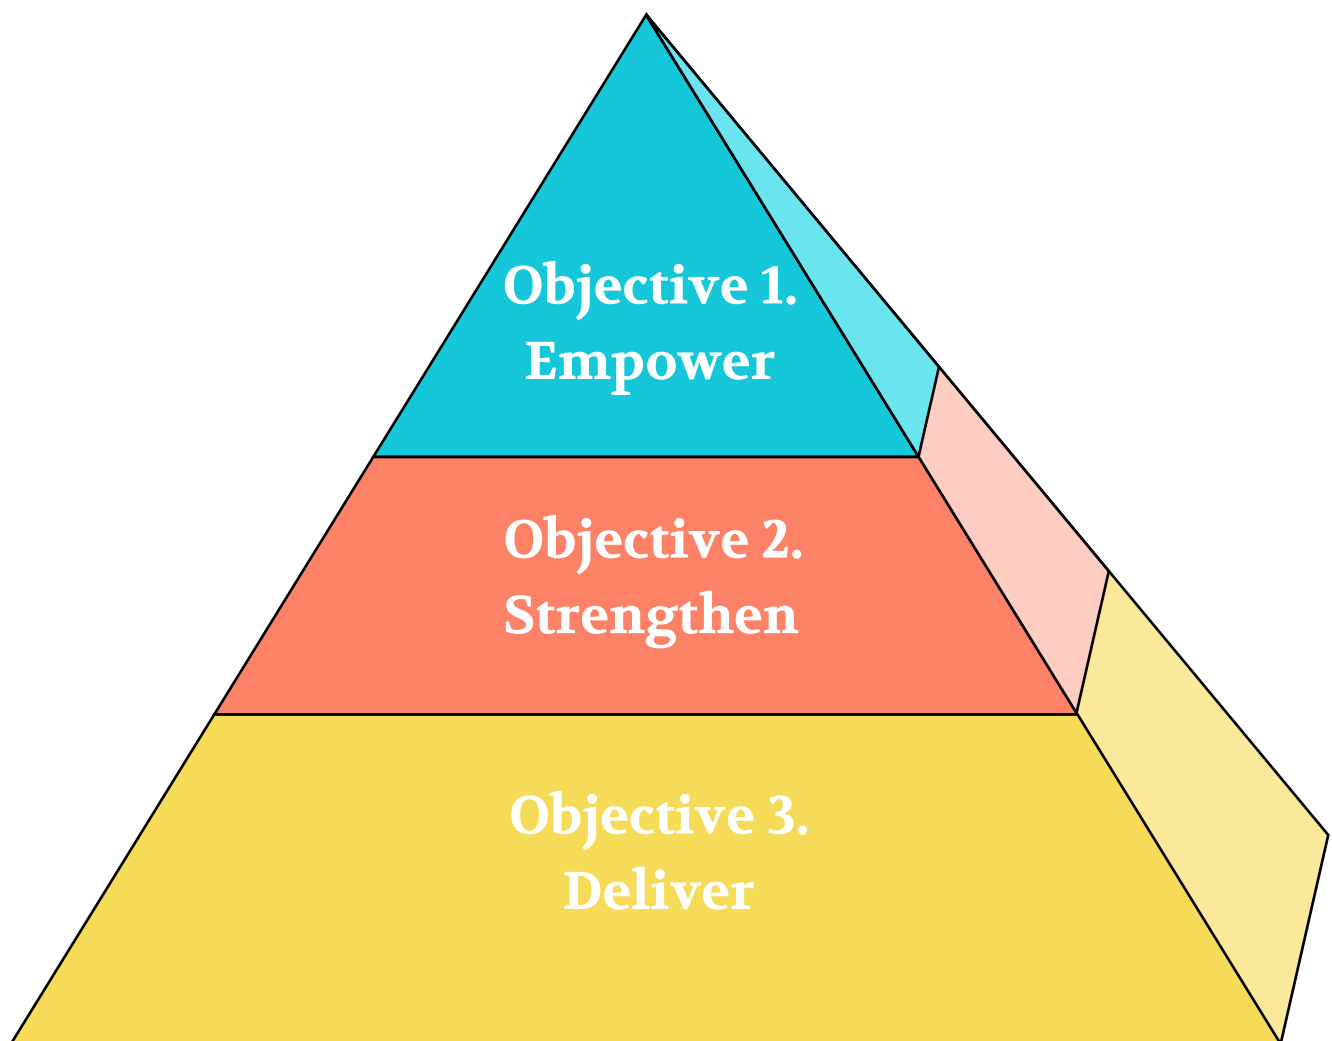 Objective 1.
Empower
Objective 2.
Strengthen
Objective 3.
Deliver